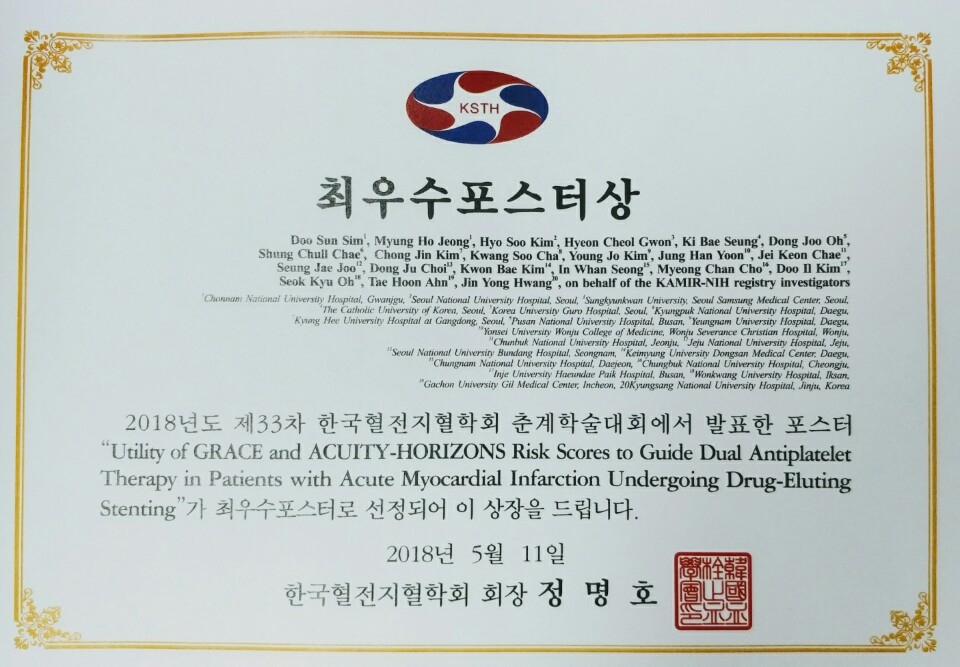 KSTH
최우수포스터상
Doo Sun Sim¹, Myung Ho Jeong¹, Hyo Soo Kim², Hyeon Cheol Gwon³, Ki Bae Seung⁴, Dong Joo Oh⁵,
Shung Chull Chae⁶, Chong Jin Kim⁷, Kwang Soo Cha⁸, Young Jo Kim⁹, Jung Han Yoon¹⁰, Jei Keon Chae¹¹,
Seung Jae Joo¹², Dong Ju Choi¹³, Kwon Bae Kim¹⁴, In Whan Seong¹⁵, Myeong Chan Cho¹⁶, Doo Il Kim¹⁷,
Seok Kyu Oh¹⁸, Tae Hoon Ahn¹⁹, Jin Yong Hwang²⁰, on behalf of the KAMIR-NIH registry investigators
¹Chonnam National University Hospital, Gwangju, ²Seoul National University Hospital, Seoul, ³Sungkyunkwan University, Seoul Samsung Medical Center, Seoul,
⁴The Catholic University of Korea, Seoul, ⁵Korea University Guro Hospital, Seoul, ⁶Kyungpuk National University Hospital, Daegu,
⁷Kyung Hee University Hospital at Gangdong, Seoul, ⁸Pusan National University Hospital, Busan, ⁹Yeungnam University Hospital, Daegu,
¹⁰Yonsei University Wonju College of Medicine, Wonju Severance Christian Hospital, Wonju,
¹¹Chunbuk National University Hospital, Jeonju, ¹²Jeju National University Hospital, Jeju,
¹³Seoul National University Bundang Hospital, Seongnam, ¹⁴Keimyung University Dongsan Medical Center, Daegu,
¹⁵Chungnam National University Hospital, Daejeon, ¹⁶Chungbuk National University Hospital, Cheongju,
¹⁷Inje University Haeundae Paik Hospital, Busan, ¹⁸Wonkwang University Hospital, Iksan,
¹⁹Gachon University Gil Medical Center, Incheon, 20Kyungsang National University Hospital, Jinju, Korea
2018년도 제33차 한국혈전지혈학회 춘계학술대회에서 발표한 포스터
“Utility of GRACE and ACUITY-HORIZONS Risk Scores to Guide Dual Antiplatelet
Therapy in Patients with Acute Myocardial Infarction Undergoing Drug-Eluting
Stenting”가 최우수포스터로 선정되어 이 상장을 드립니다.
2018년 5월 11일
한국혈전지혈학회 회장 정 명 호